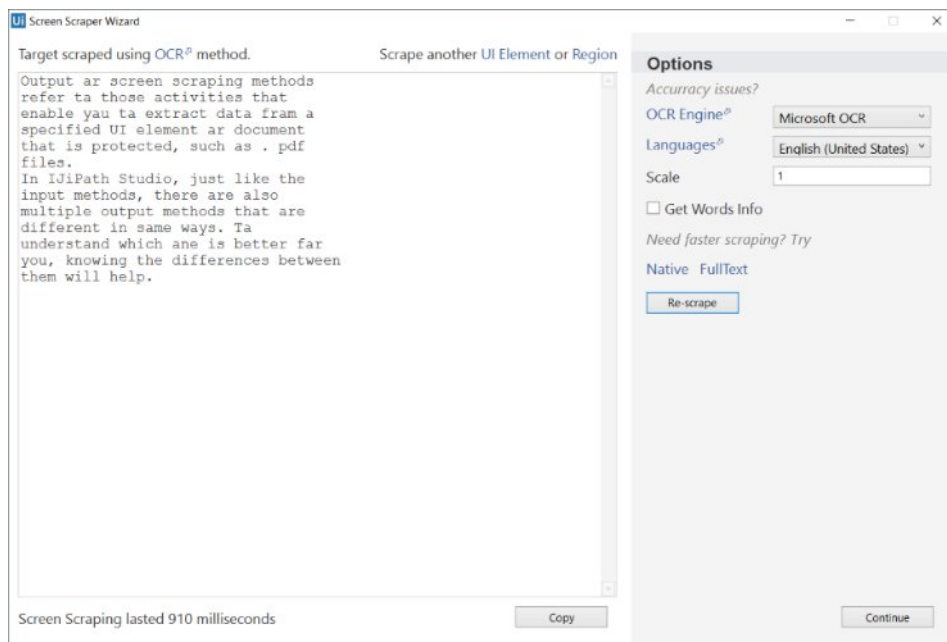 Ui Screen Scraper Wizard
Target scraped using OCR method.
Scrape another UI Element or Region
Output ar screen scraping methods
refer ta those activities that
enable yau ta extract data fram a
specified UI element ar document
that is protected, such as . pdf
files.
In IJiPath Studio, just like the
input methods, there are also
multiple output methods that are
different in same ways. Ta
understand which ane is better far
you, knowing the differences between
them will help.
Screen Scraping lasted 910 milliseconds
Copy
Options
Accurracy issues?
OCR Engine
Microsoft OCR
Languages
English (United States)
Scale
1
Get Words Info
Need faster scraping? Try
Native FullText
Re-scrape
Continue